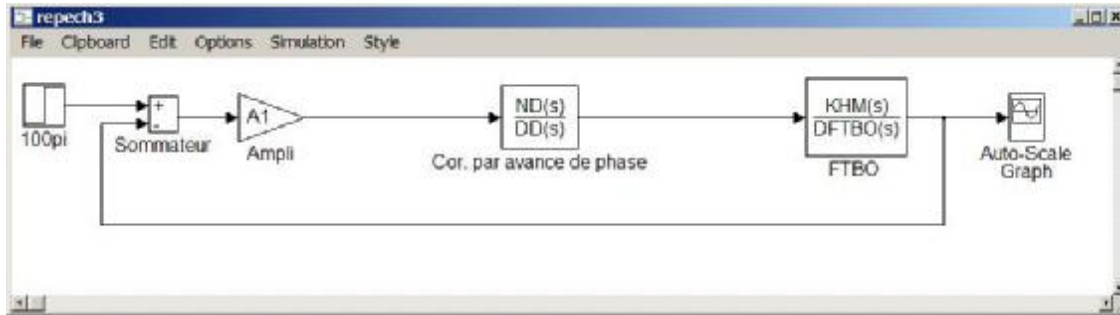 repech3
File Clipboard Edit Options Simulation Style
100pi
+
-
Sommateur
A1
Ampli
ND(s)
DD(s)
Cor. par avance de phase
KHM(s)
DFTBO(s)
FTBO
Auto-Scale
Graph